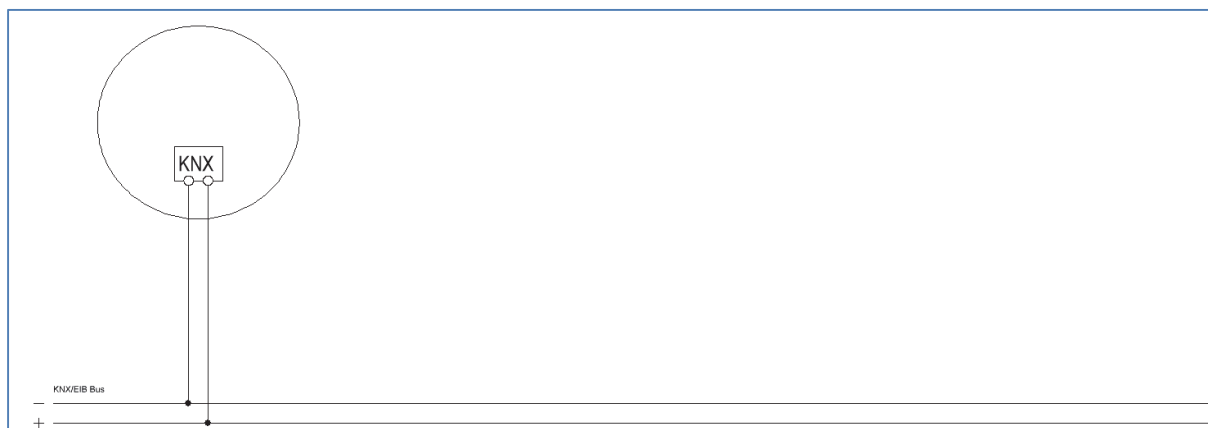 KNX
KNX/EIB Bus
−
+